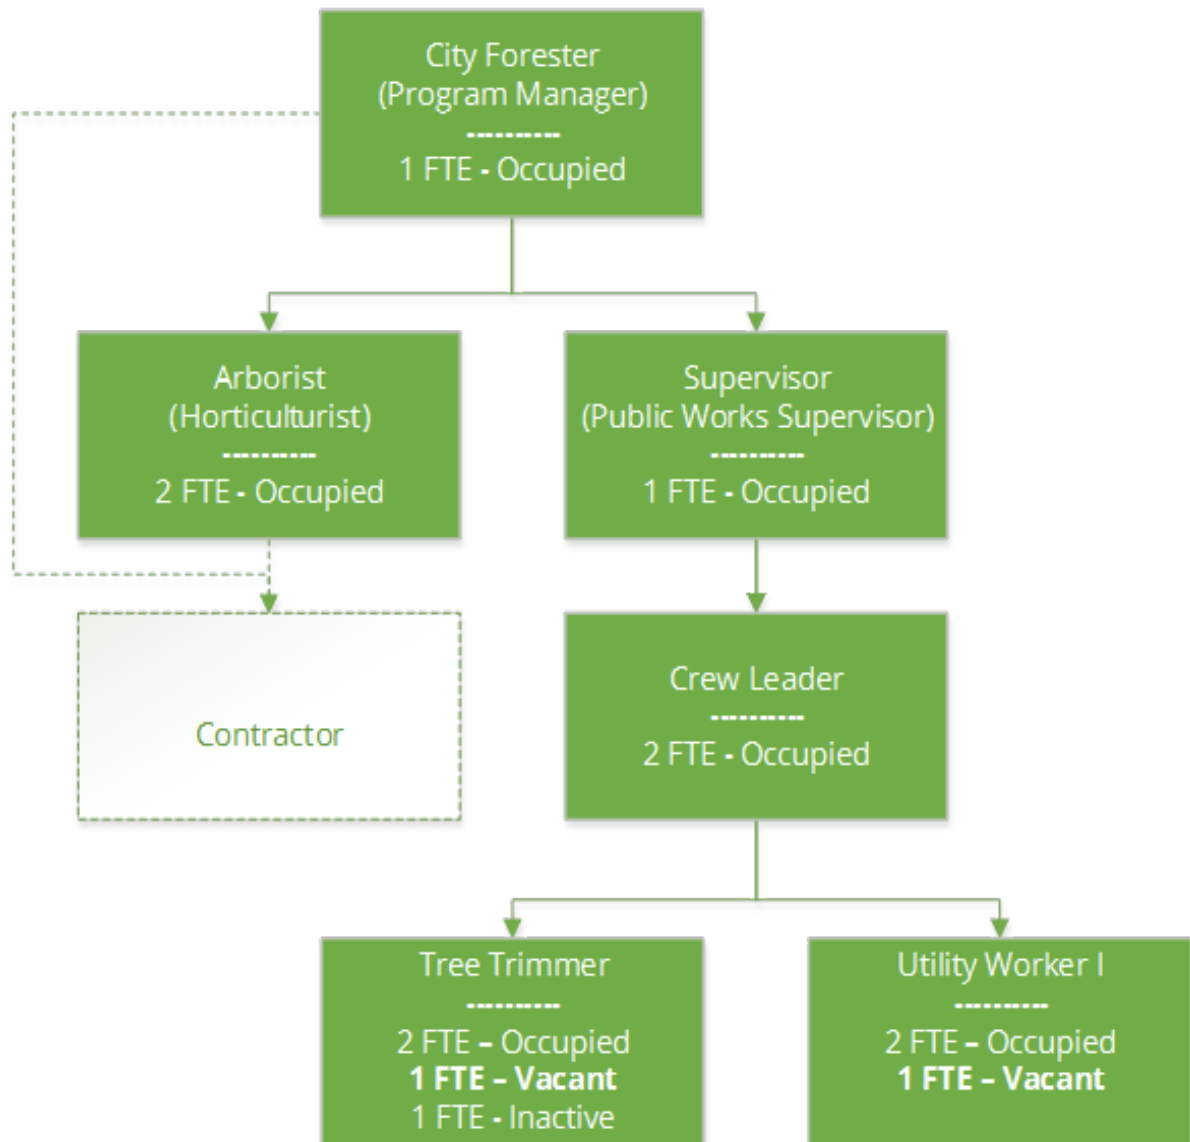 City Forester
(Program Manager)
----------
1 FTE - Occupied
Arborist
(Horticulturist)
----------
2 FTE - Occupied
Supervisor
(Public Works Supervisor)
----------
1 FTE - Occupied
Contractor
Crew Leader
----------
2 FTE - Occupied
Tree Trimmer
----------
2 FTE – Occupied
1 FTE – Vacant
1 FTE - Inactive
Utility Worker I
----------
2 FTE – Occupied
1 FTE – Vacant